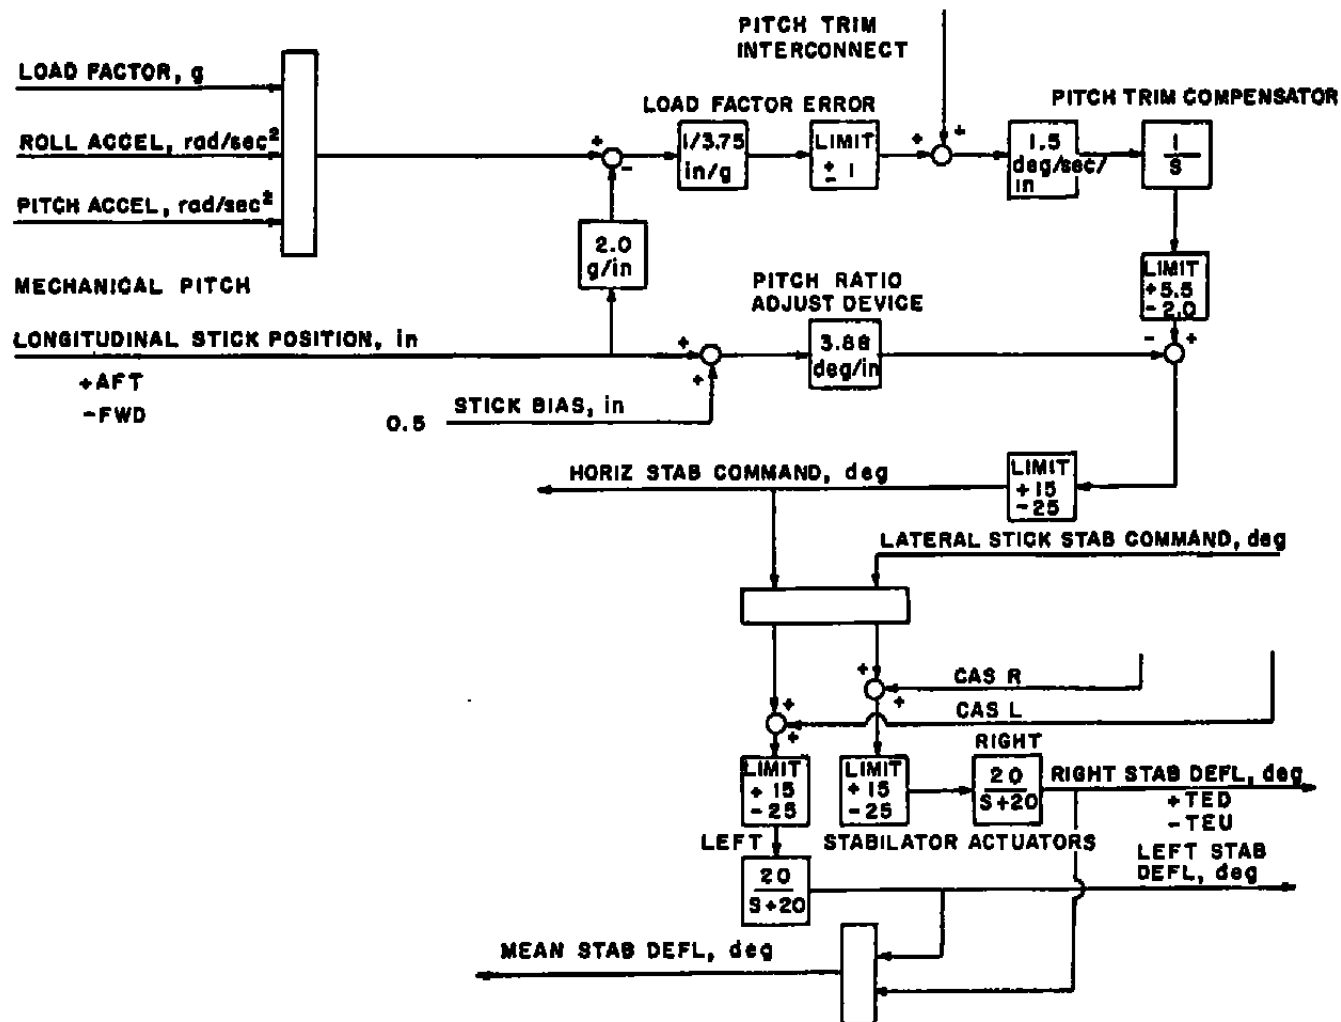 PITCH TRIM
INTERCONNECT
LOAD FACTOR, g
LOAD FACTOR ERROR
PITCH TRIM COMPENSATOR
ROLL ACCEL, rad/sec²
+
-
1/3.75
in/g
LIMIT
± 1
+
+
1.5
deg/sec/
in
1
S
PITCH ACCEL, rad/sec²
2.0
g/in
MECHANICAL PITCH
PITCH RATIO
ADJUST DEVICE
LIMIT
+5.5
-2.0
LONGITUDINAL STICK POSITION, in
+
+
3.88
deg/in
-
+
+AFT
-FWD
0.5
STICK BIAS, in
HORIZ STAB COMMAND, deg
LIMIT
+15
-25
LATERAL STICK STAB COMMAND, deg
+
+
CAS R
+
+
CAS L
LIMIT
+15
-25
LIMIT
+15
-25
RIGHT
20
S+20
RIGHT STAB DEFL, deg
+TED
-TEU
LEFT
STABILATOR ACTUATORS
20
S+20
LEFT STAB
DEFL, deg
MEAN STAB DEFL, deg